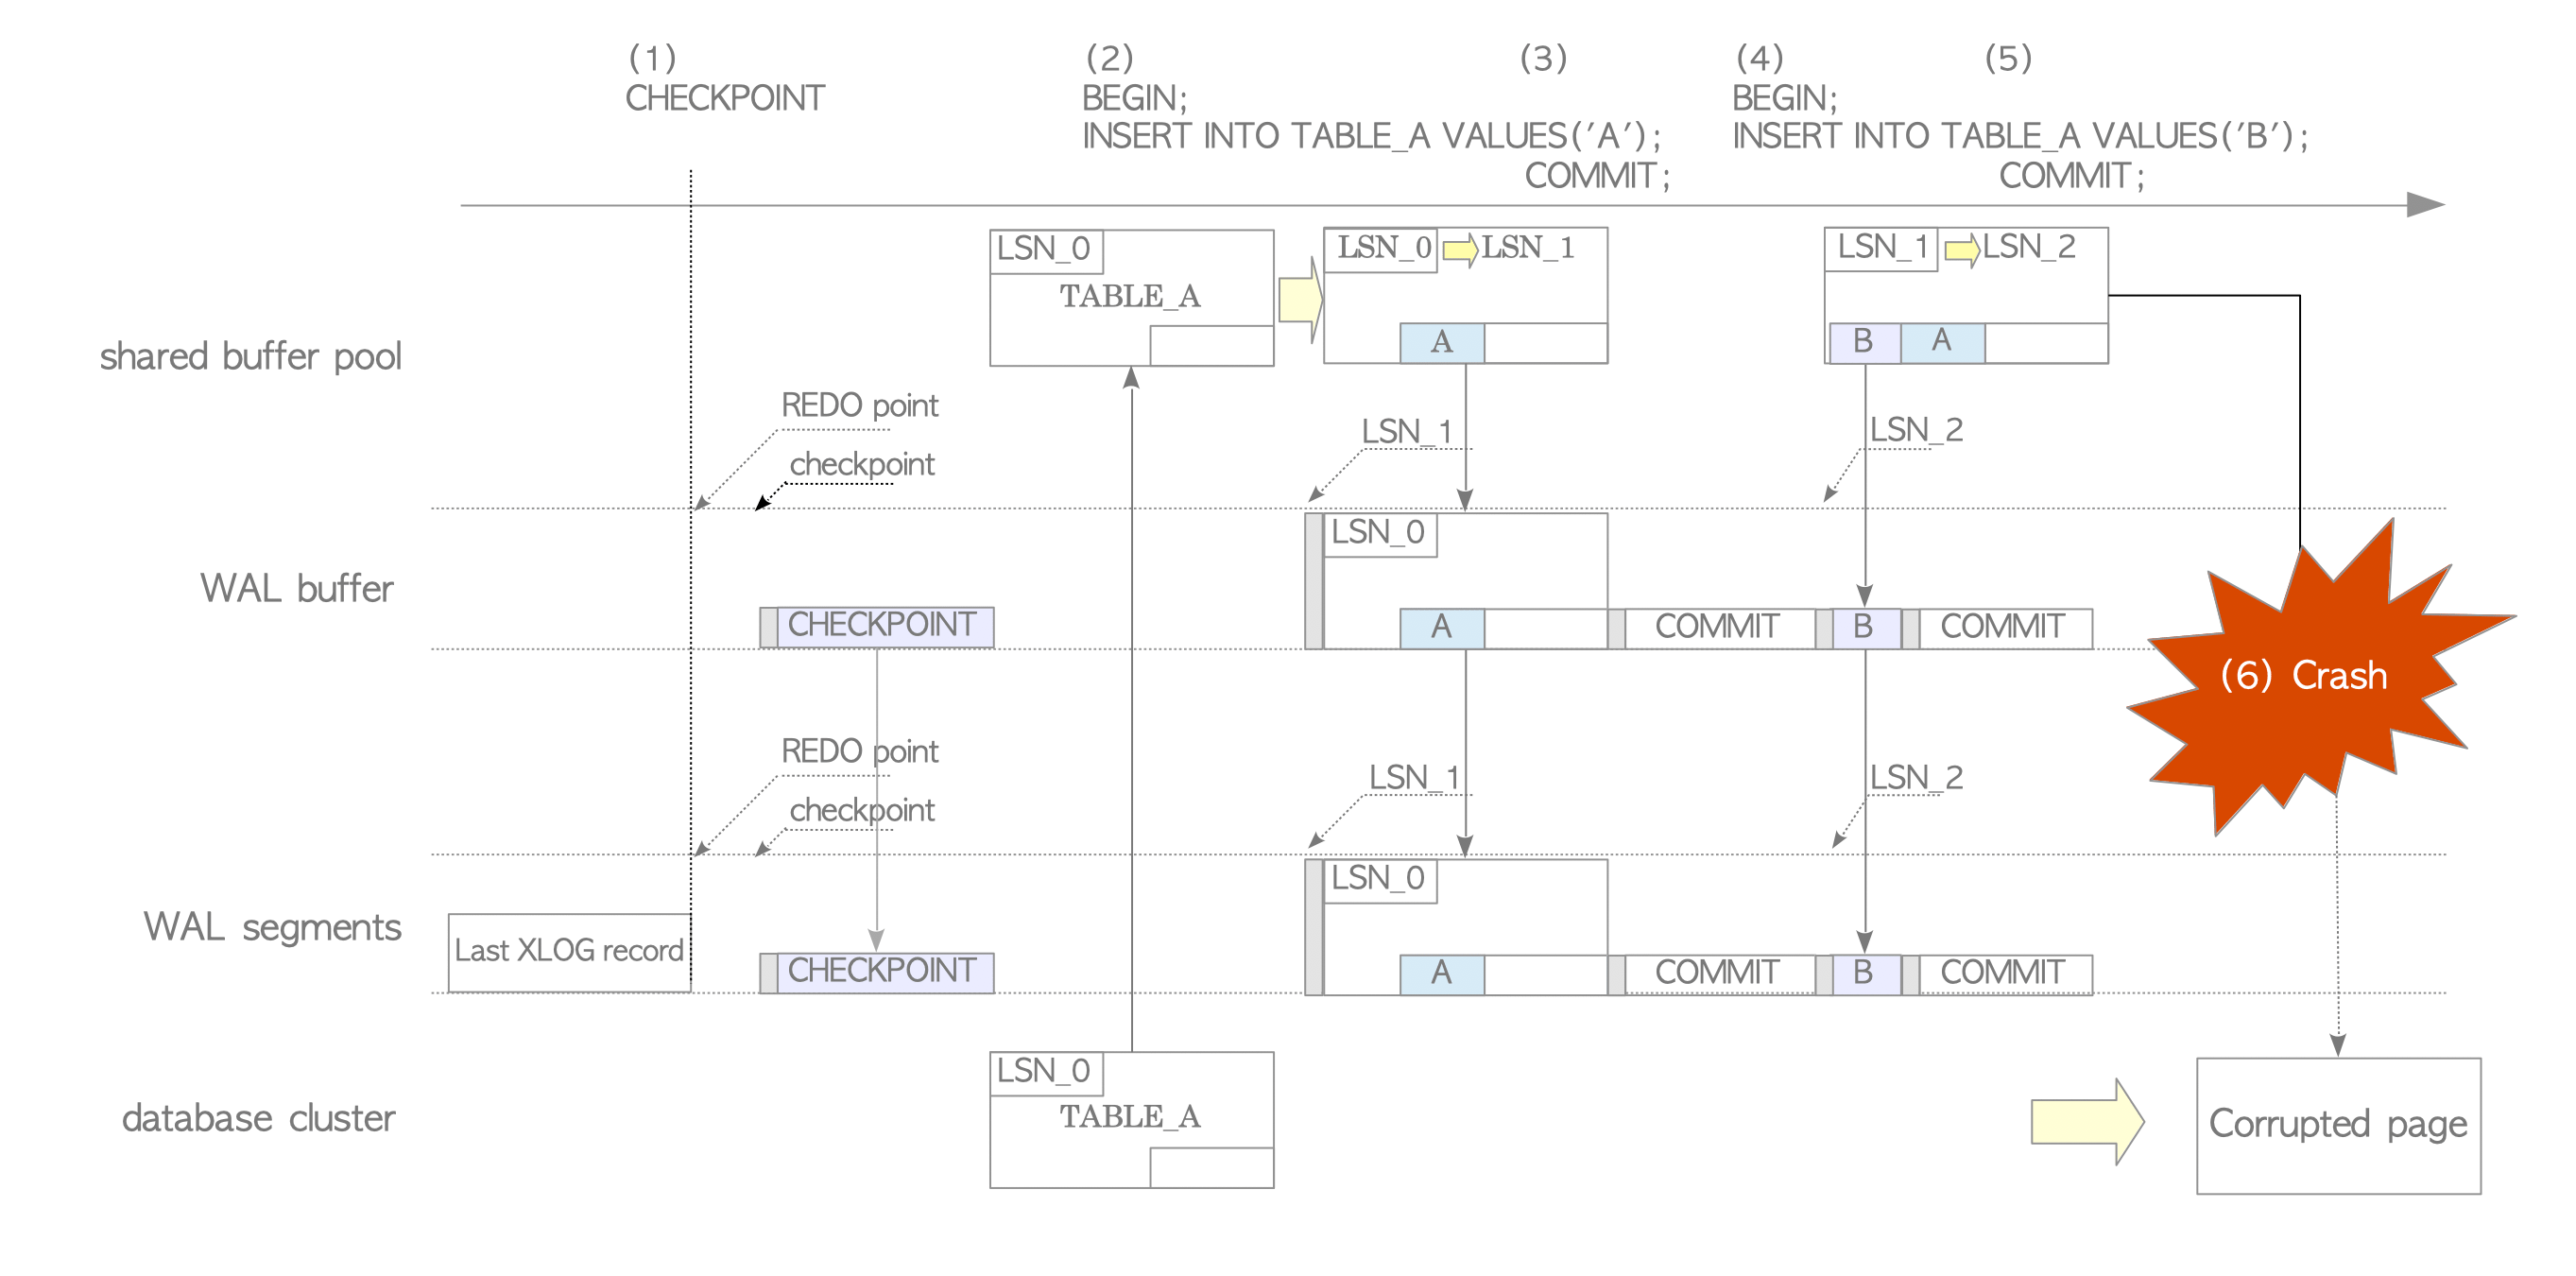 (1)
CHECKPOINT
(2)
BEGIN;
INSERT INTO TABLE_A VALUES('A');
(3)
COMMIT;
(4)
BEGIN;
INSERT INTO TABLE_A VALUES('B');
(5)
COMMIT;
shared buffer pool
LSN_0
TABLE_A
LSN_0 LSN_1
A
LSN_1 LSN_2
B A
REDO point
checkpoint
LSN_1
LSN_2
WAL buffer
CHECKPOINT
LSN_0
A COMMIT B COMMIT
(6) Crash
REDO point
checkpoint
LSN_1
LSN_2
WAL segments
Last XLOG record
CHECKPOINT
LSN_0
A COMMIT B COMMIT
database cluster
LSN_0
TABLE_A
Corrupted page